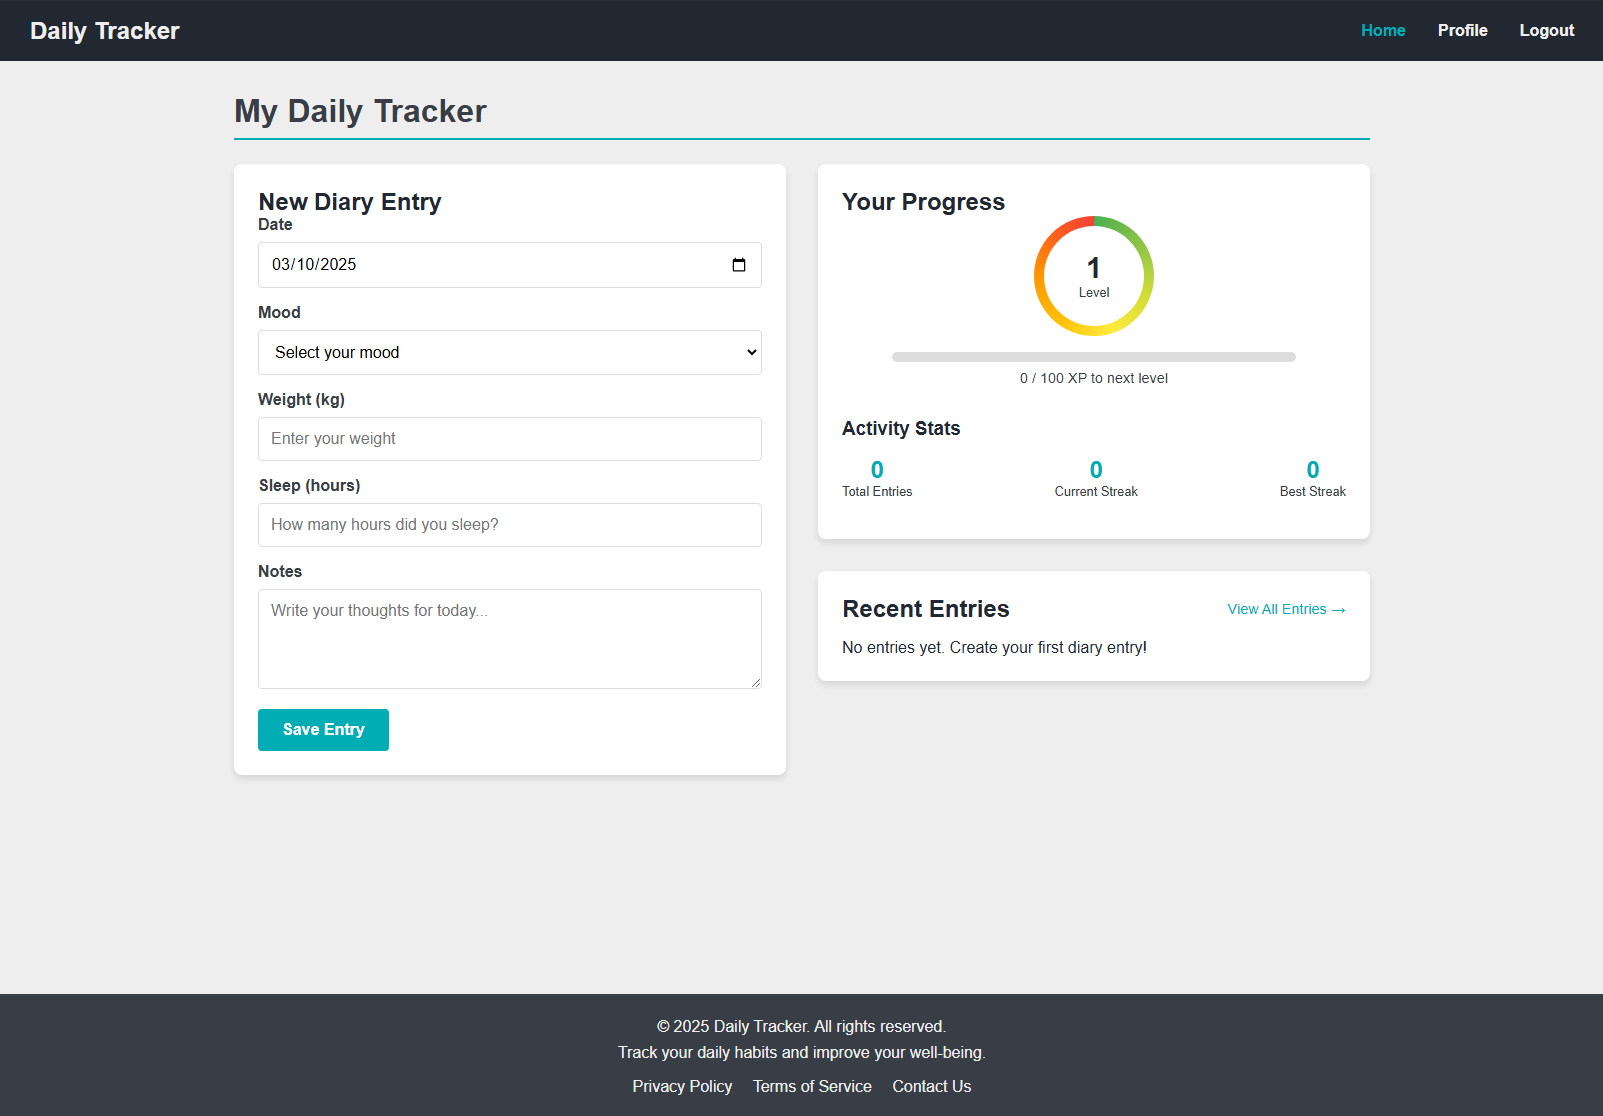 Daily Tracker
Home Profile Logout
My Daily Tracker
New Diary Entry
Date
03/10/2025
Mood
Select your mood
Weight (kg)
Enter your weight
Sleep (hours)
How many hours did you sleep?
Notes
Write your thoughts for today...
Save Entry
Your Progress
1
Level
0 / 100 XP to next level
Activity Stats
0 0 0
Total Entries Current Streak Best Streak
Recent Entries
View All Entries →
No entries yet. Create your first diary entry!
© 2025 Daily Tracker. All rights reserved.
Track your daily habits and improve your well-being.
Privacy Policy Terms of Service Contact Us